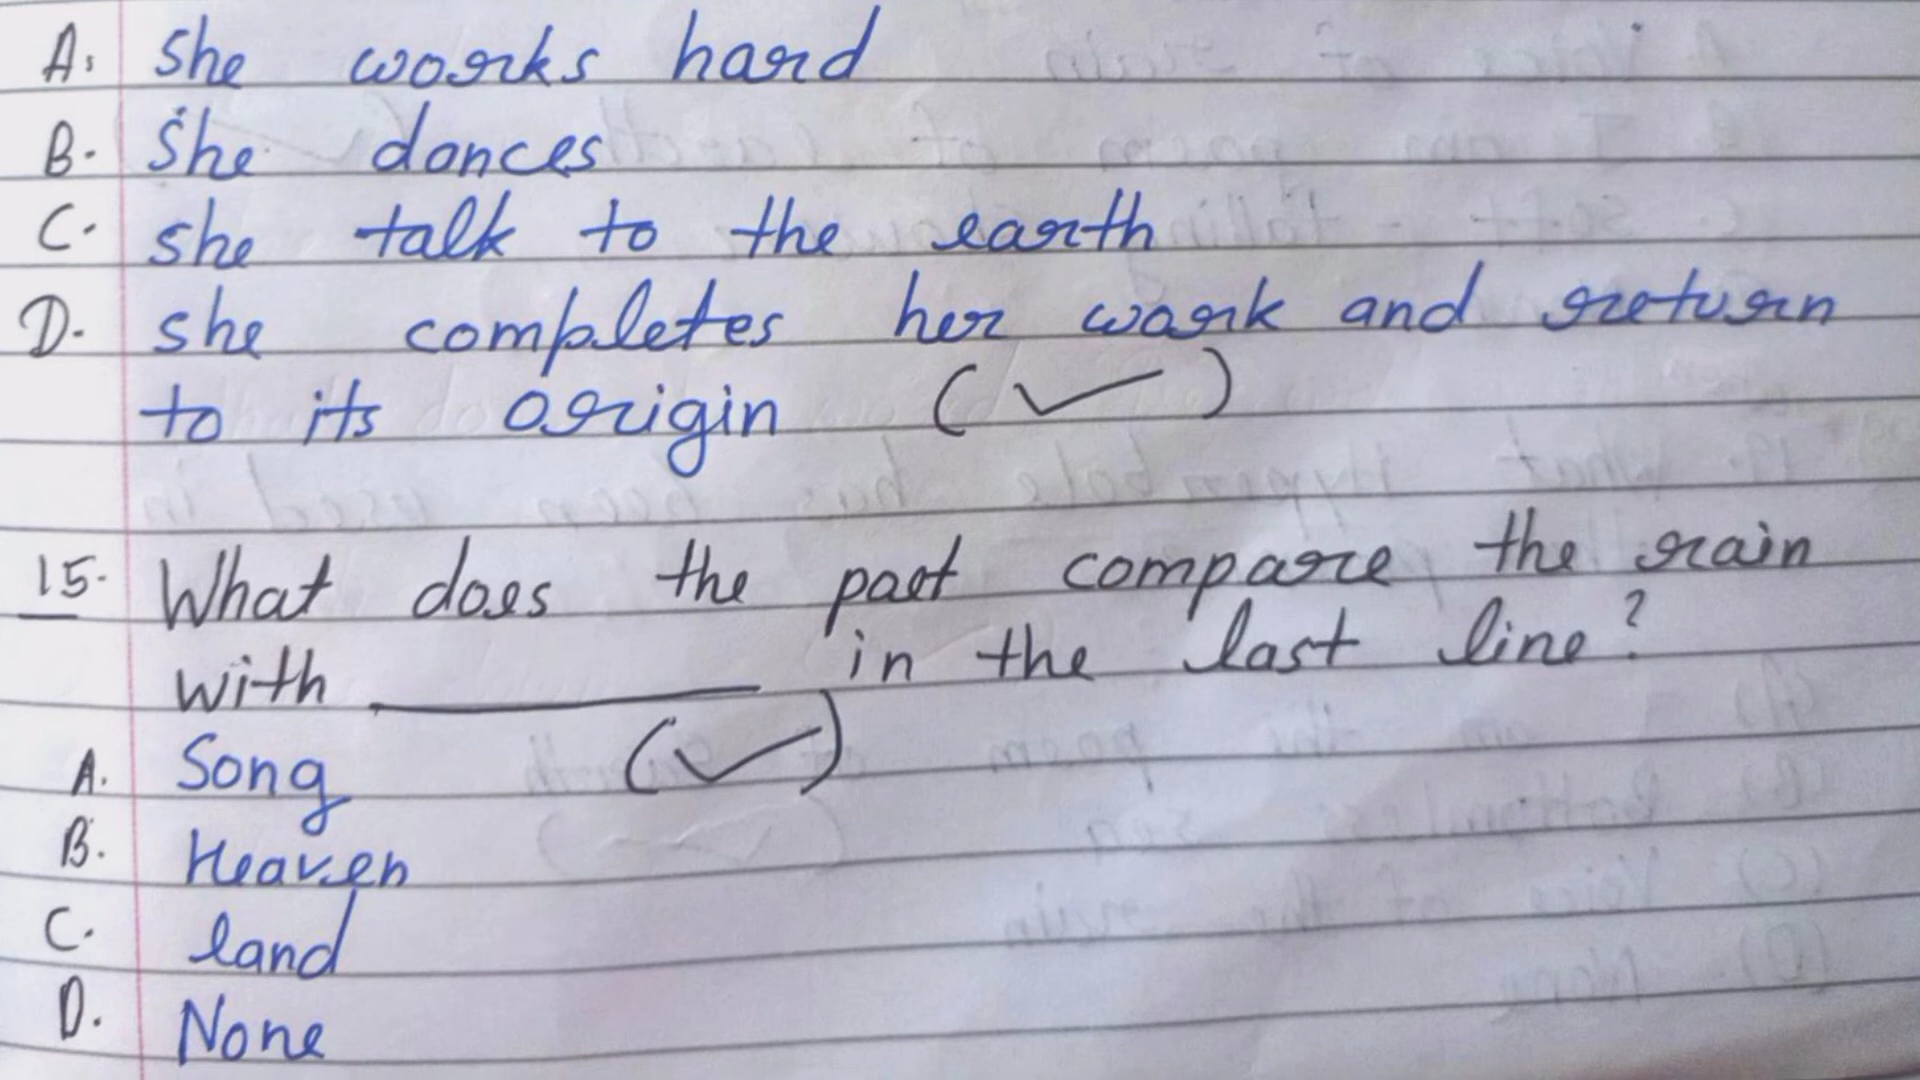 A. She works hard
B. She dances
C. she talk to the earth
D. she completes her work and return
to its origin (✓)
15. What does the poet compare the rain
with ________ in the last line?
A. Song (✓)
B. Heaven
C. land
D. None